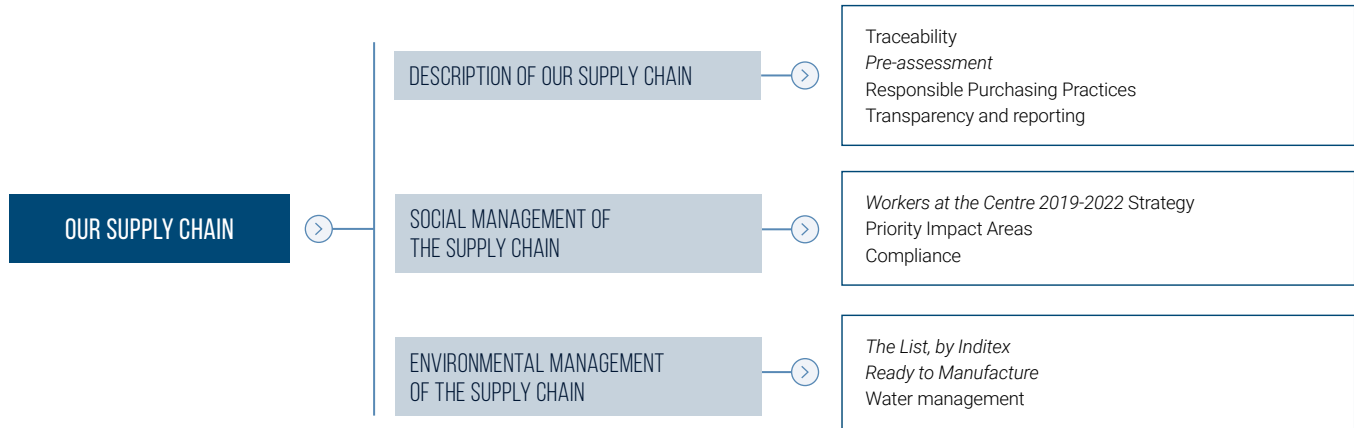 OUR SUPPLY CHAIN
DESCRIPTION OF OUR SUPPLY CHAIN
Traceability
Pre-assessment
Responsible Purchasing Practices
Transparency and reporting
SOCIAL MANAGEMENT OF
THE SUPPLY CHAIN
Workers at the Centre 2019-2022 Strategy
Priority Impact Areas
Compliance
ENVIRONMENTAL MANAGEMENT
OF THE SUPPLY CHAIN
The List, by Inditex
Ready to Manufacture
Water management